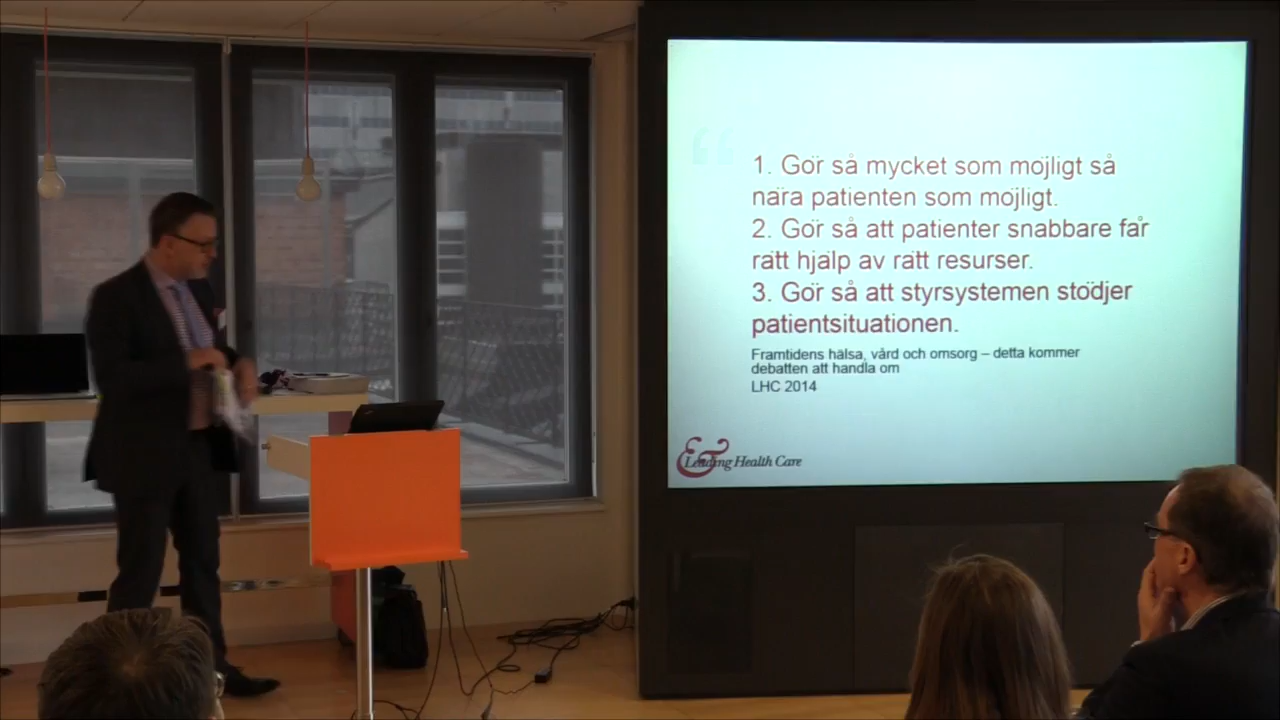 1. Gör så mycket som möjligt så
nära patienten som möjligt.
2. Gör så att patienter snabbare får
rätt hjälp av rätt resurser.
3. Gör så att styrsystemen stödjer
patientsituationen.
Framtidens hälsa, vård och omsorg – detta kommer
debatten att handla om
LHC 2014
& Leading Health Care